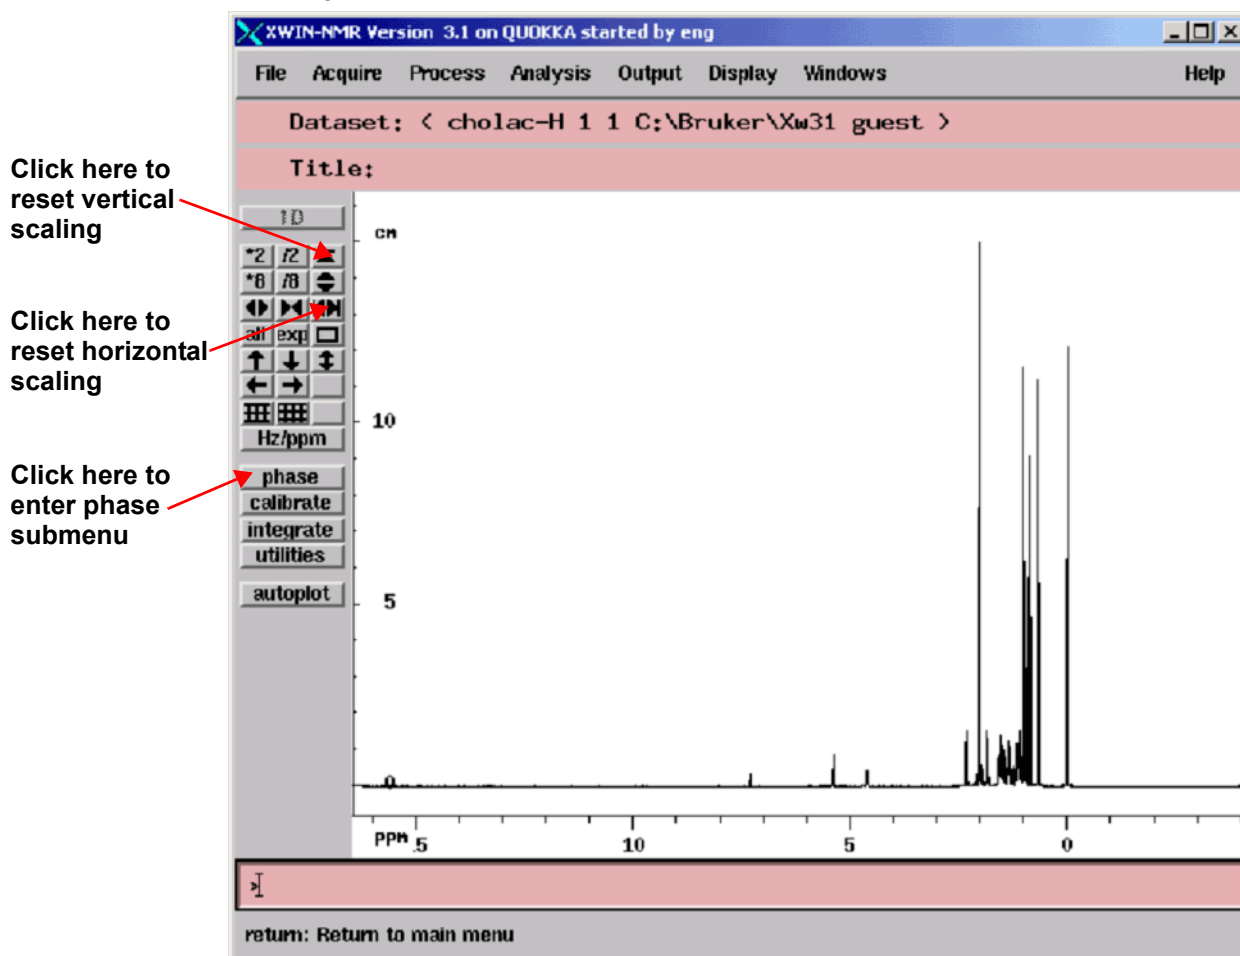 XWIN-NMR Version 3.1 on QUOKKA started by eng
File Acquire Process Analysis Output Display Windows Help
Dataset: < cholac-H 1 1 C:\Bruker\Xw31 guest >
Title:
Click here to
reset vertical
scaling
Click here to
reset horizontal
scaling
Click here to
enter phase
submenu
1D
*2 /2
*8 /8
all exp
Hz/ppm
phase
calibrate
integrate
utilities
autoplot
cm
10
5
0
PPM .5 10 5 0
>
return: Return to main menu